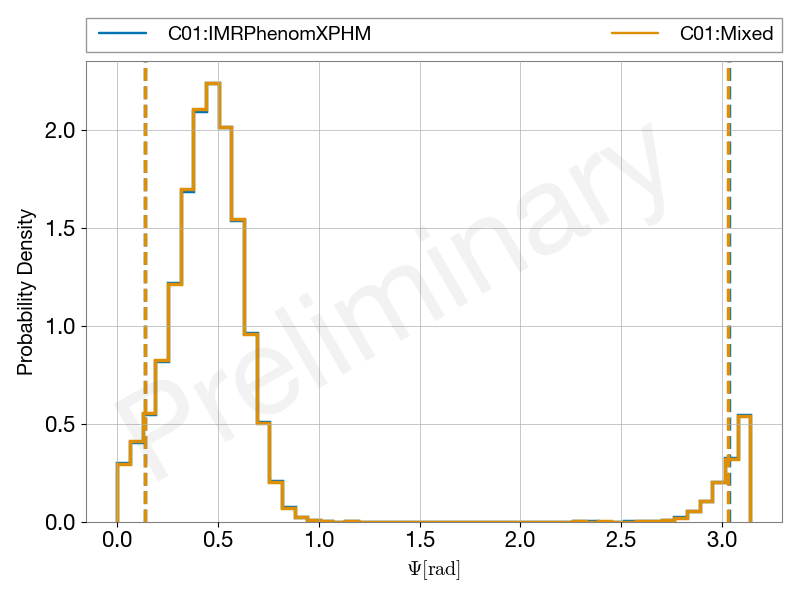 C01:IMRPhenomXPHM C01:Mixed
Probability Density
2.0
1.5
1.0
0.5
0.0
Preliminary
0.0 0.5 1.0 1.5 2.0 2.5 3.0
Ψ[rad]